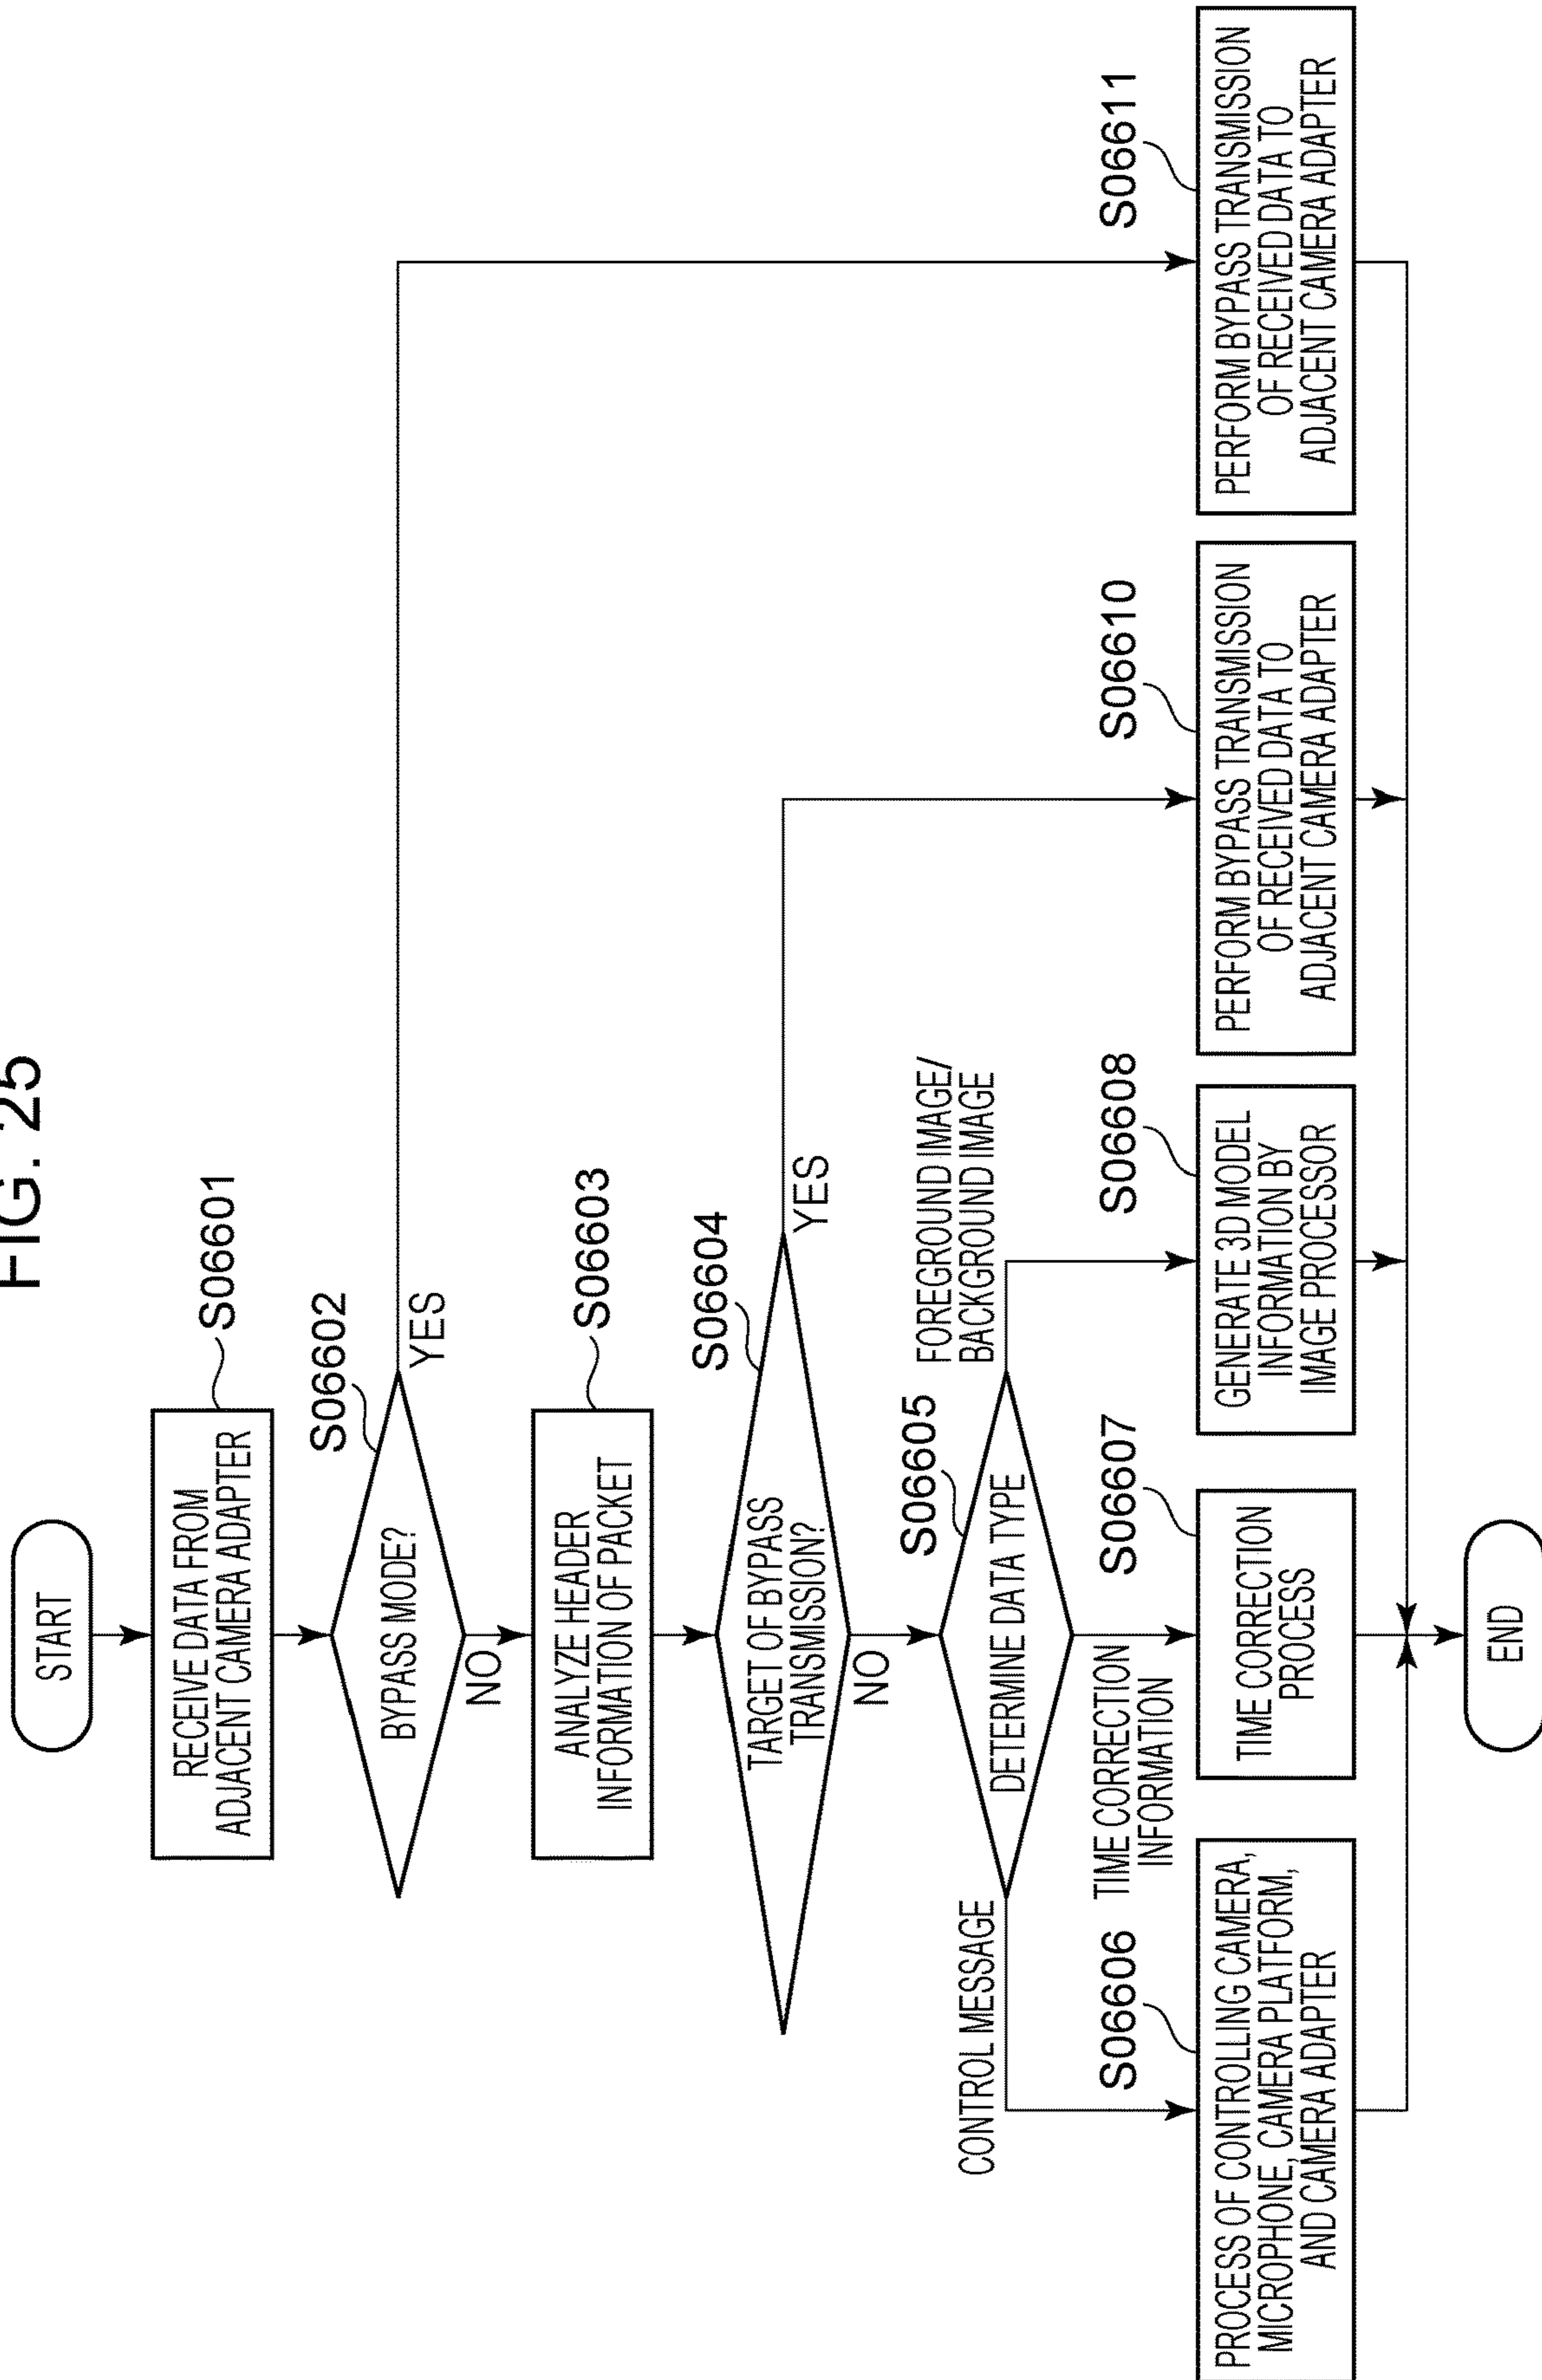 FIG. 25
START
RECEIVE DATA FROM
ADJACENT CAMERA ADAPTER
S06601
BYPASS MODE?
S06602
YES
NO
ANALYZE HEADER
INFORMATION OF PACKET
S06603
TARGET OF BYPASS
TRANSMISSION?
S06604
YES
NO
DETERMINE DATA TYPE
S06605
CONTROL MESSAGE
TIME CORRECTION
INFORMATION
FOREGROUND IMAGE/
BACKGROUND IMAGE
S06606
PROCESS OF CONTROLLING CAMERA,
MICROPHONE, CAMERA PLATFORM,
AND CAMERA ADAPTER
S06607
TIME CORRECTION
PROCESS
S06608
GENERATE 3D MODEL
INFORMATION BY
IMAGE PROCESSOR
S06610
PERFORM BYPASS TRANSMISSION
OF RECEIVED DATA TO
ADJACENT CAMERA ADAPTER
S06611
PERFORM BYPASS TRANSMISSION
OF RECEIVED DATA TO
ADJACENT CAMERA ADAPTER
END